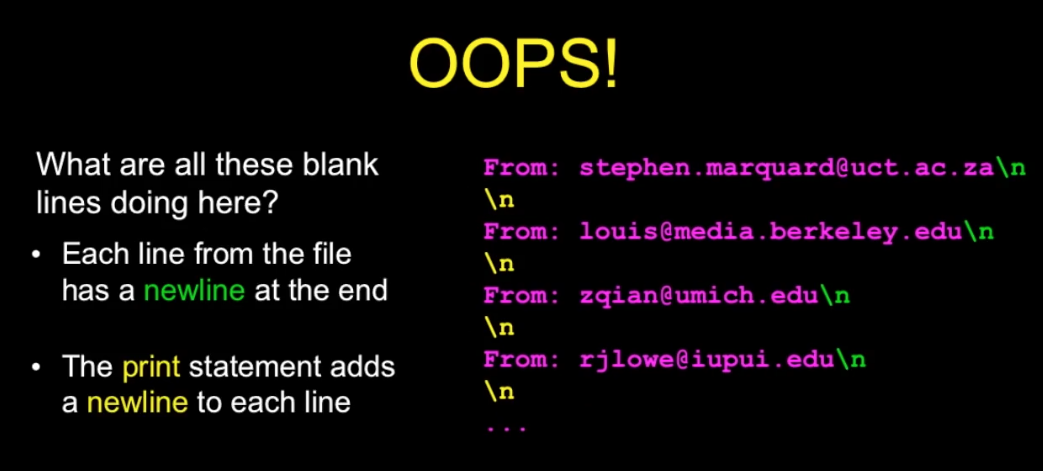 OOPS!
What are all these blank
lines doing here?
• Each line from the file
has a newline at the end
• The print statement adds
a newline to each line
From: stephen.marquard@uct.ac.za\n
\n
From: louis@media.berkeley.edu\n
\n
From: zqian@umich.edu\n
\n
From: rjlowe@iupui.edu\n
\n
...